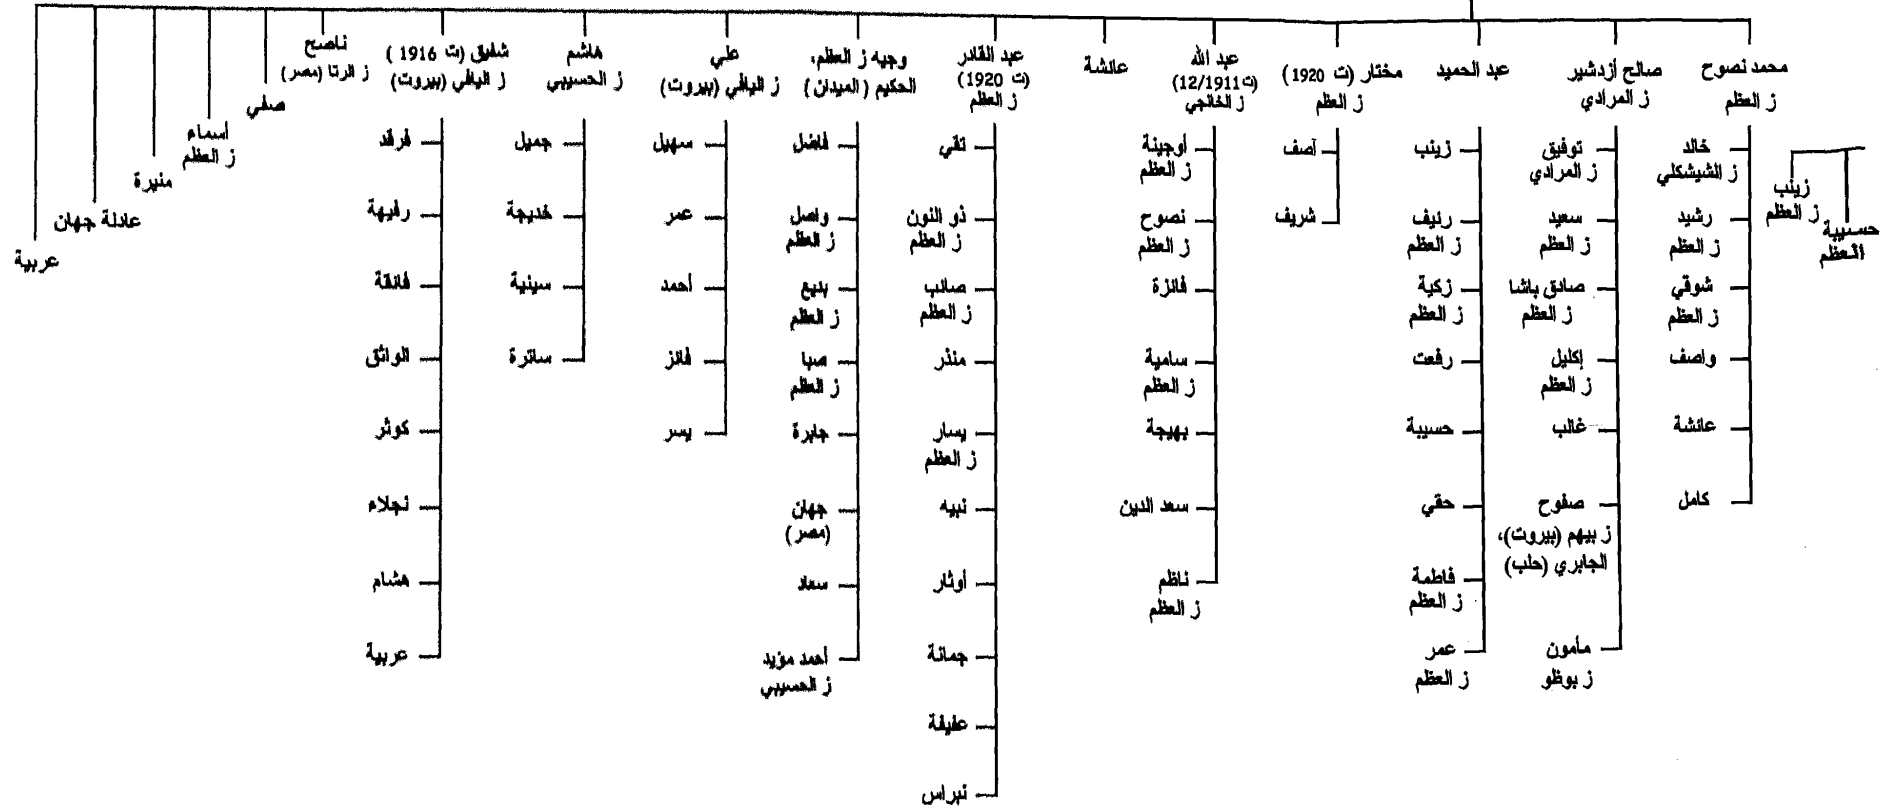 محمد نصوح
ز العظم
خالد
ز الشيشكلي
رشيد
ز العظم
شوقي
ز العظم
واصف
عائشة
كامل
زينب
ز العظم
حسيبة
العظم
صالح أزدشير
ز المرادي
توفيق
ز المرادي
سعيد
ز العظم
صادق باشا
ز العظم
إكليل
ز العظم
غالب
صفوح
ز بيهم (بيروت)،
الجابري (حلب)
مأمون
ز بوظو
عبد الحميد
زينب
رئيف
ز العظم
زكية
ز العظم
رفعت
حسيبة
حقي
فاطمة
ز العظم
عمر
ز العظم
مختار (ت 1920)
ز العظم
آصف
شريف
عبد الله
(ت12/1911)
ز الخانجي
أوجينة
ز العظم
نصوح
ز العظم
فائزة
سامية
ز العظم
بهيجة
سعد الدين
ناظم
ز العظم
عائشة
عبد القادر
(ت 1920)
ز العظم
تقي
ذو النون
ز العظم
صائب
ز العظم
منذر
يسار
ز العظم
نبيه
أوثار
جمانة
عفيفة
نبراس
وجيه ز العظم،
الحكيم (الميدان)
فاضل
واصل
ز العظم
بديع
ز العظم
صبا
ز العظم
جابرة
جهان
(مصر)
سعاد
أحمد مؤيد
ز الحسيبي
علي
ز اليافي (بيروت)
سهيل
عمر
أحمد
فائز
يسر
هاشم
ز الحسيبي
جميل
خديجة
سينية
سائرة
شفيق (ت 1916)
ز اليافي (بيروت)
فرقد
رفيهة
فائقة
الواثق
كوثر
نجلاء
هشام
عربية
ناصح
ز الرتا (مصر)
صفي
أسماء
ز العظم
منيرة
عادلة جهان
عربية